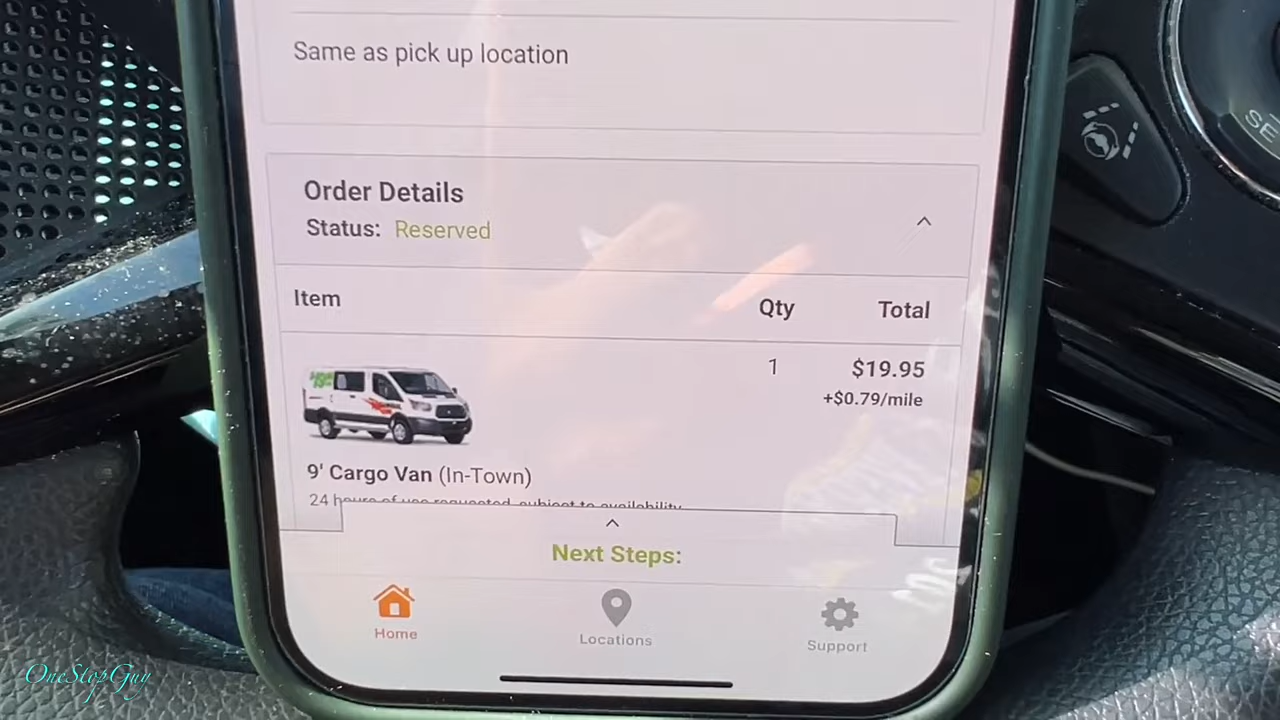 Same as pick up location
Order Details
Status: Reserved
Item Qty Total
1 $19.95
+$0.79/mile
9' Cargo Van (In-Town)
24 hours of use requested, subject to availability
Next Steps:
Home Locations Support
SE
OneStopGuy